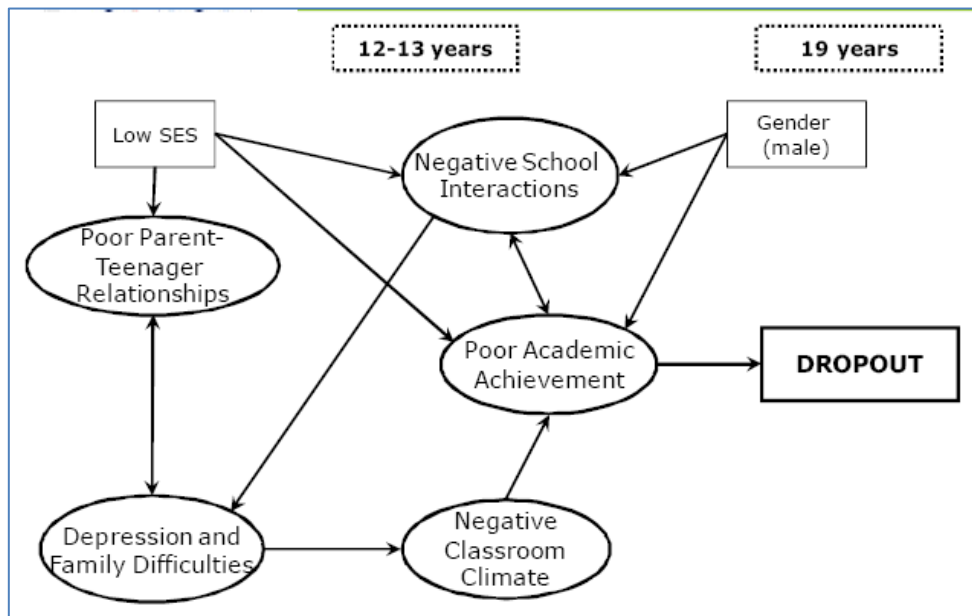 12-13 years
19 years
Low SES
Gender
(male)
Negative School
Interactions
Poor Parent-
Teenager
Relationships
Poor Academic
Achievement
DROPOUT
Depression and
Family Difficulties
Negative
Classroom
Climate